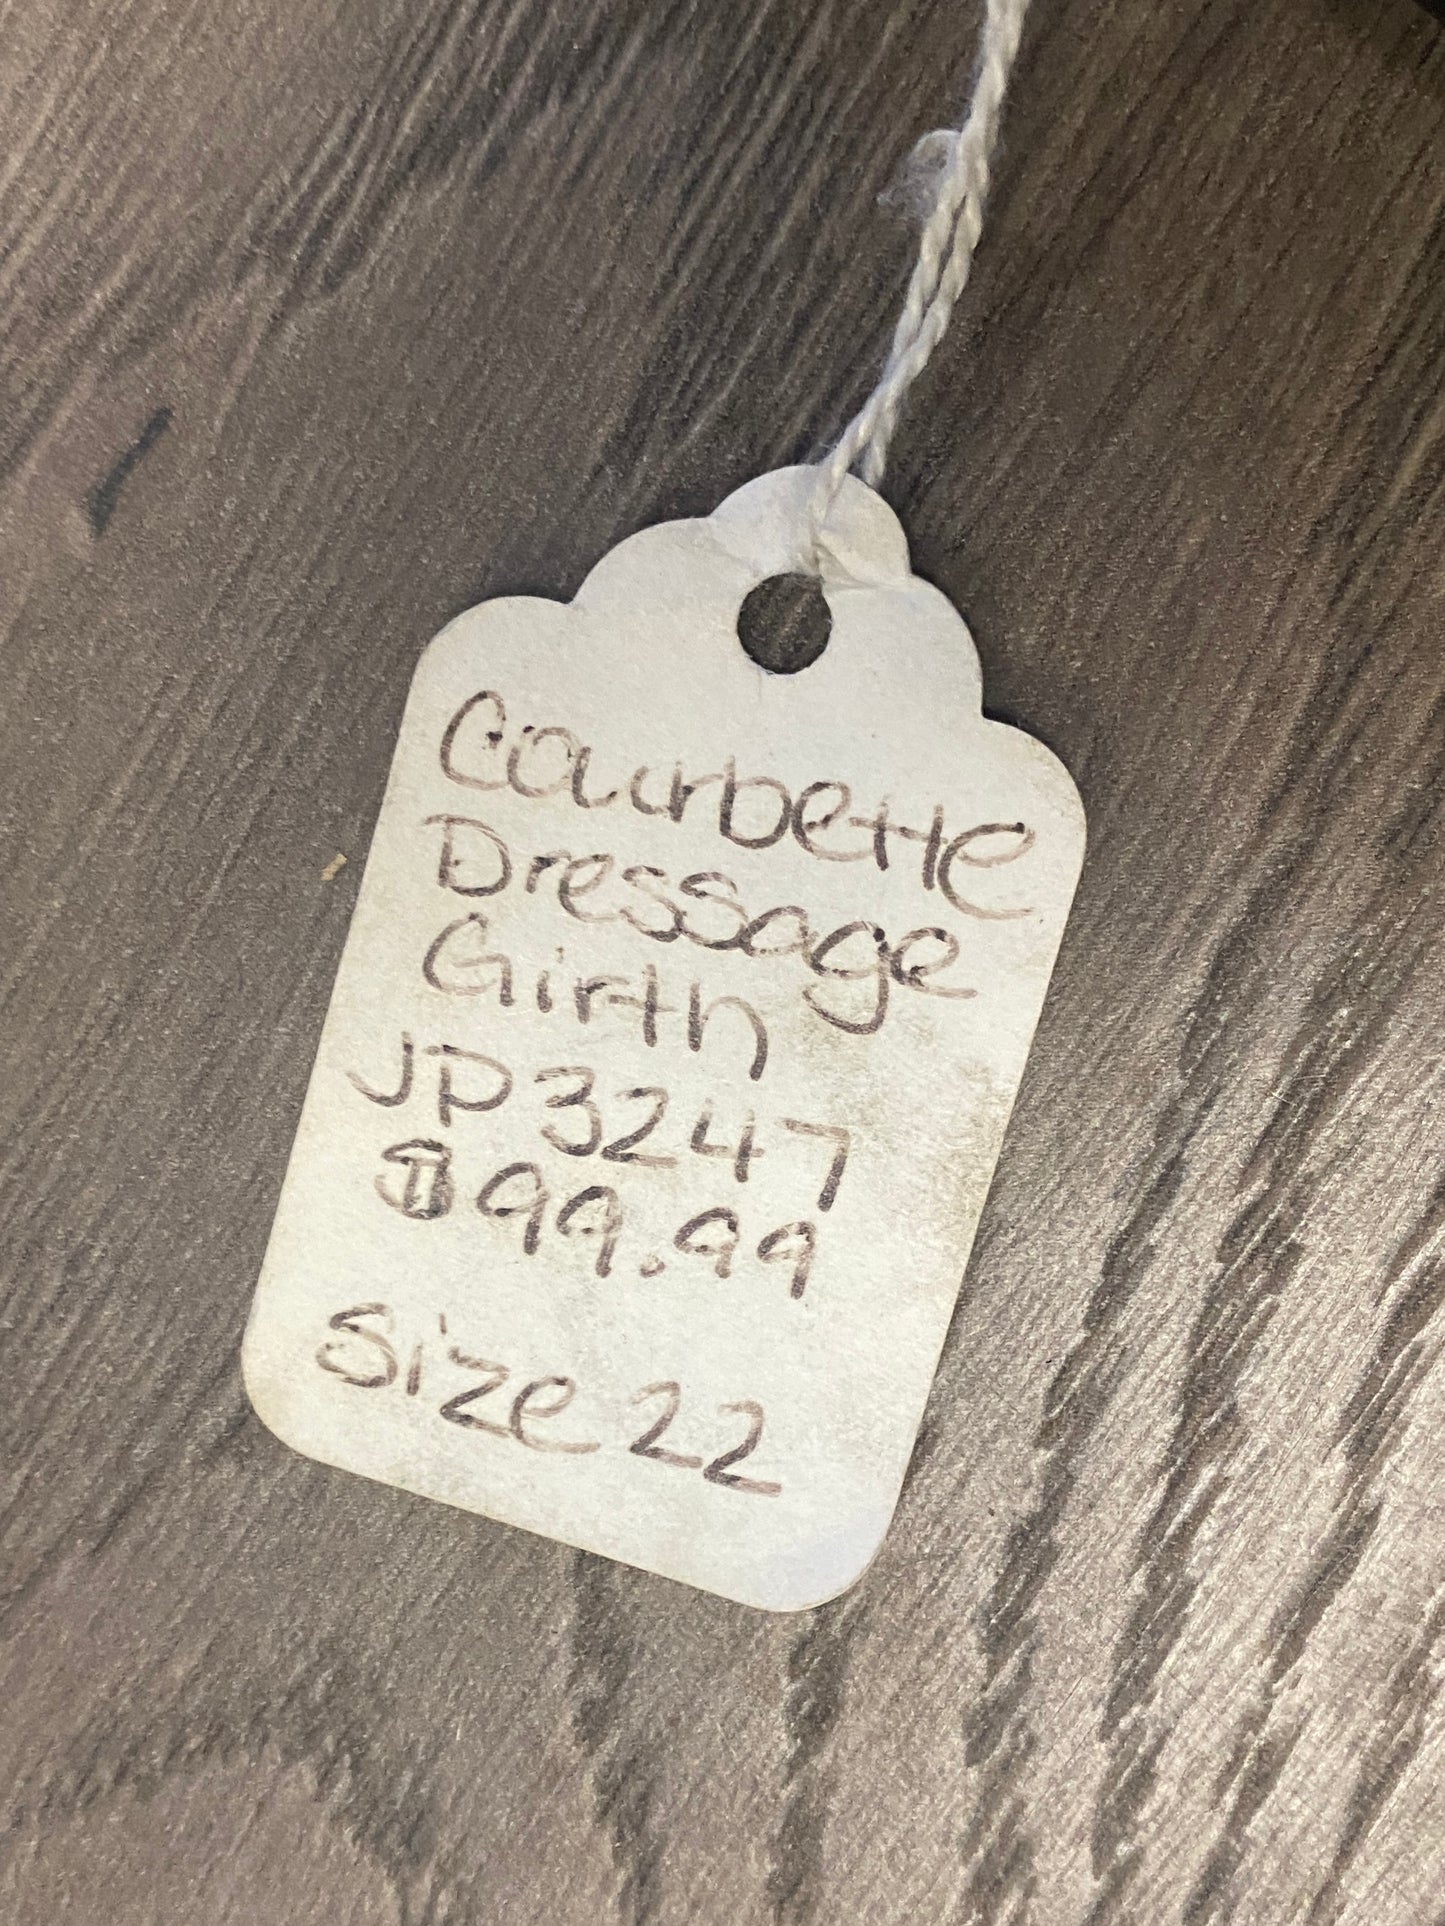 Courbette
Dressage
Girth
JP3247
$99.99
Size 22